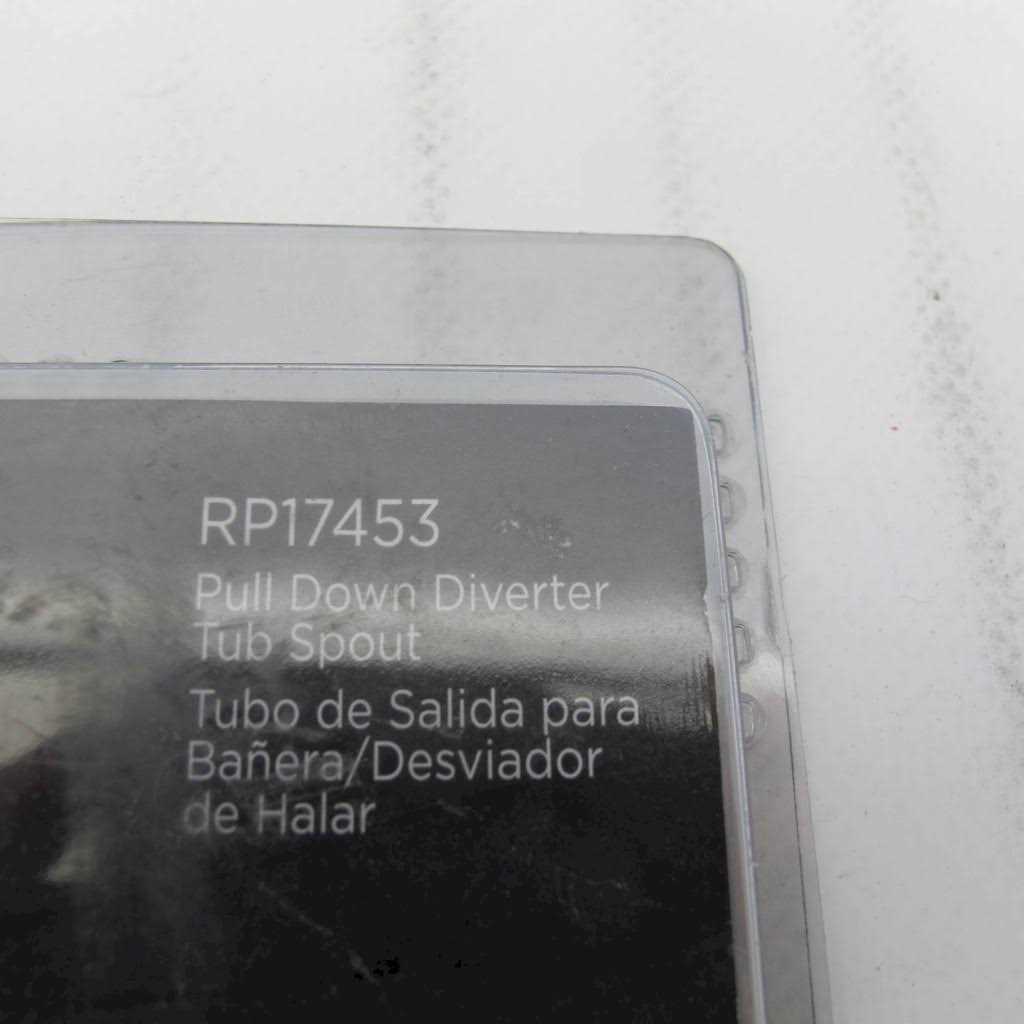 RP17453
Pull Down Diverter
Tub Spout
Tubo de Salida para
Bañera/Desviador
de Halar